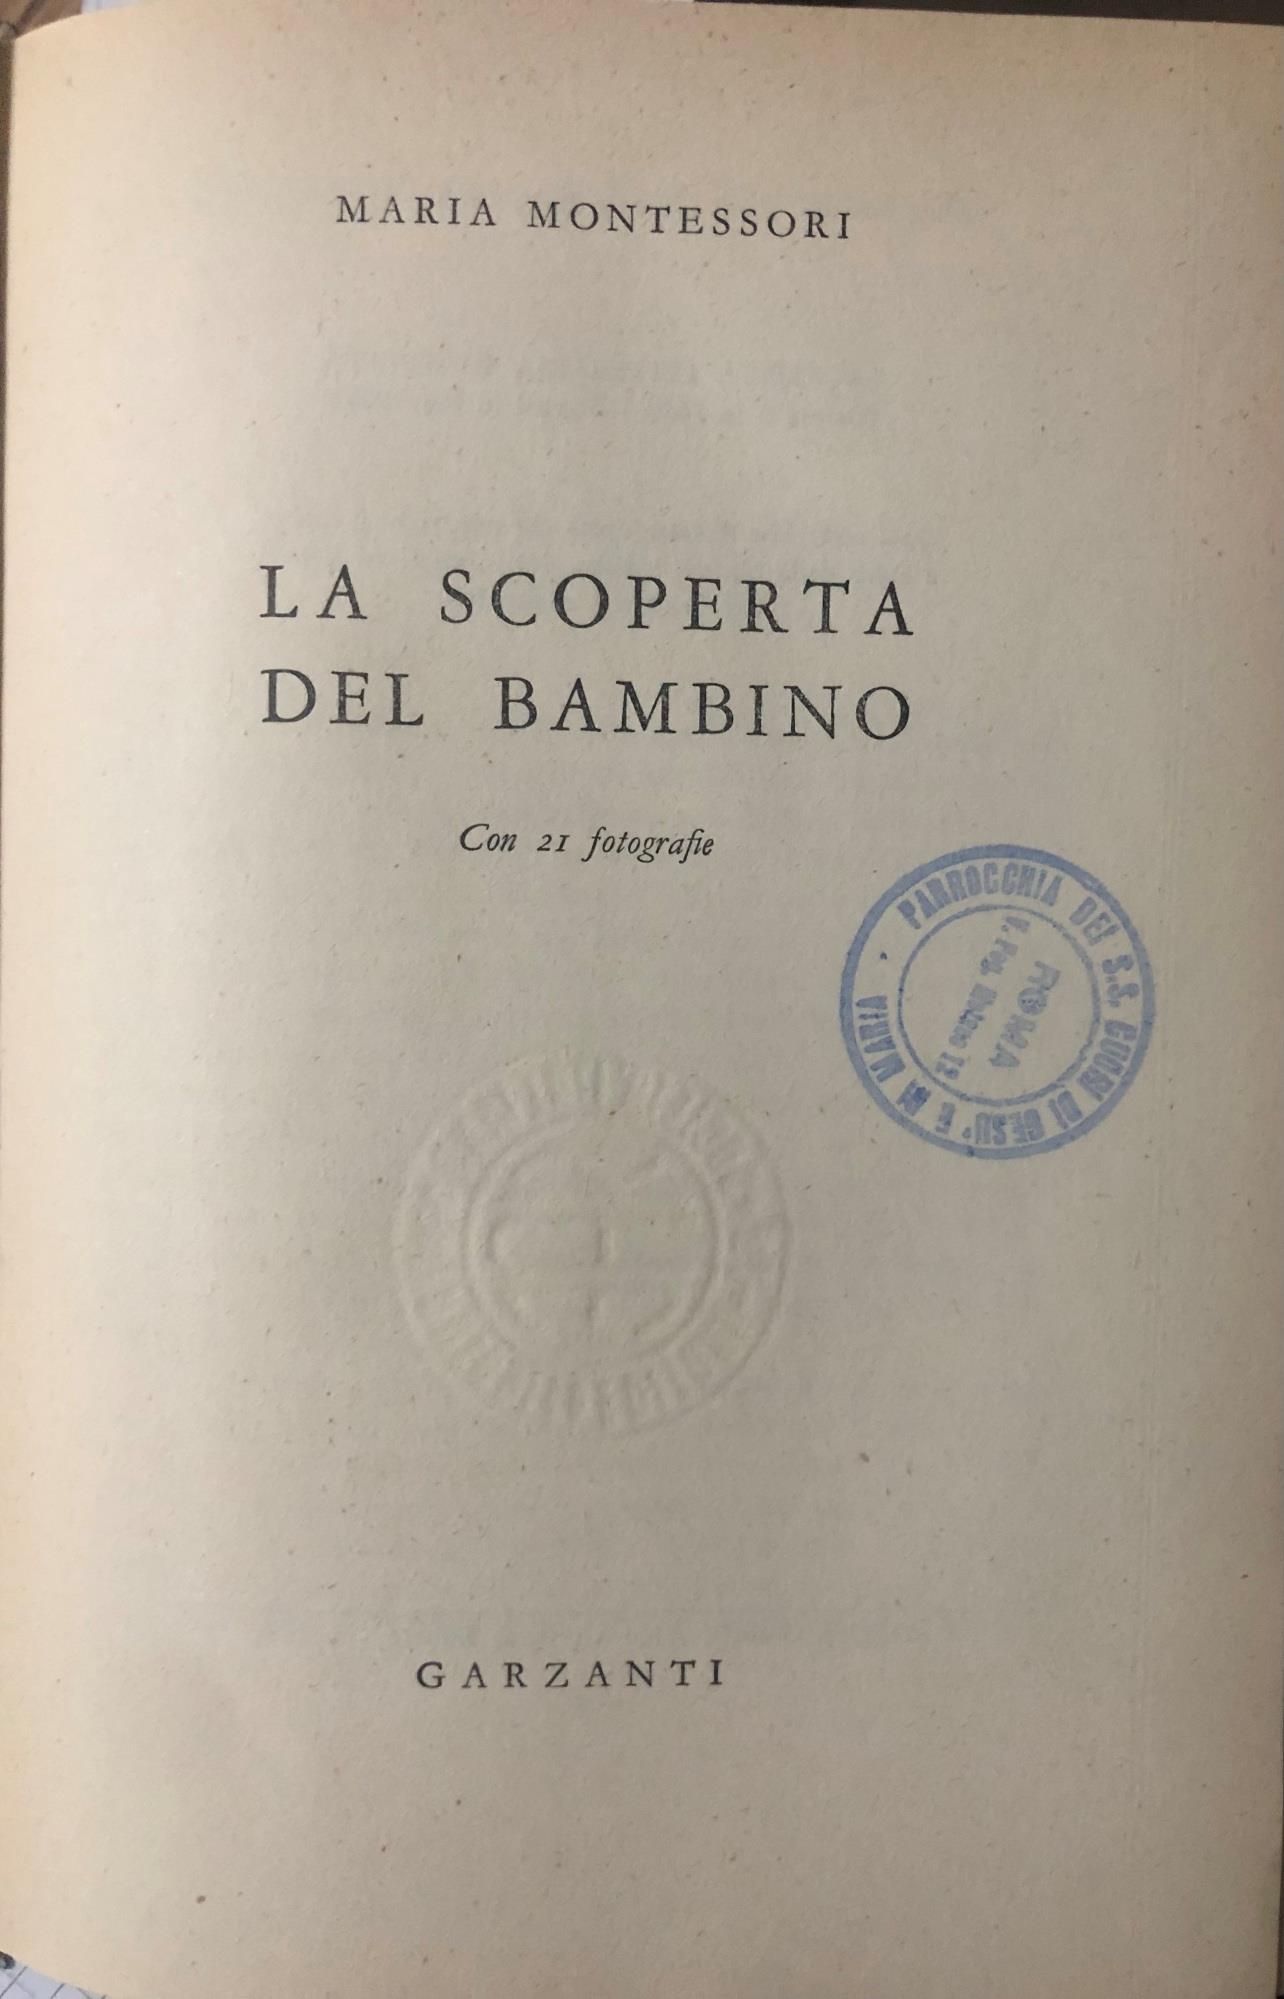 MARIA MONTESSORI
LA SCOPERTA
DEL BAMBINO
Con 21 fotografie
PARROCCHIA DEI S.S. CUORI DI GESU' E DI MARIA
ROMA
GARZANTI